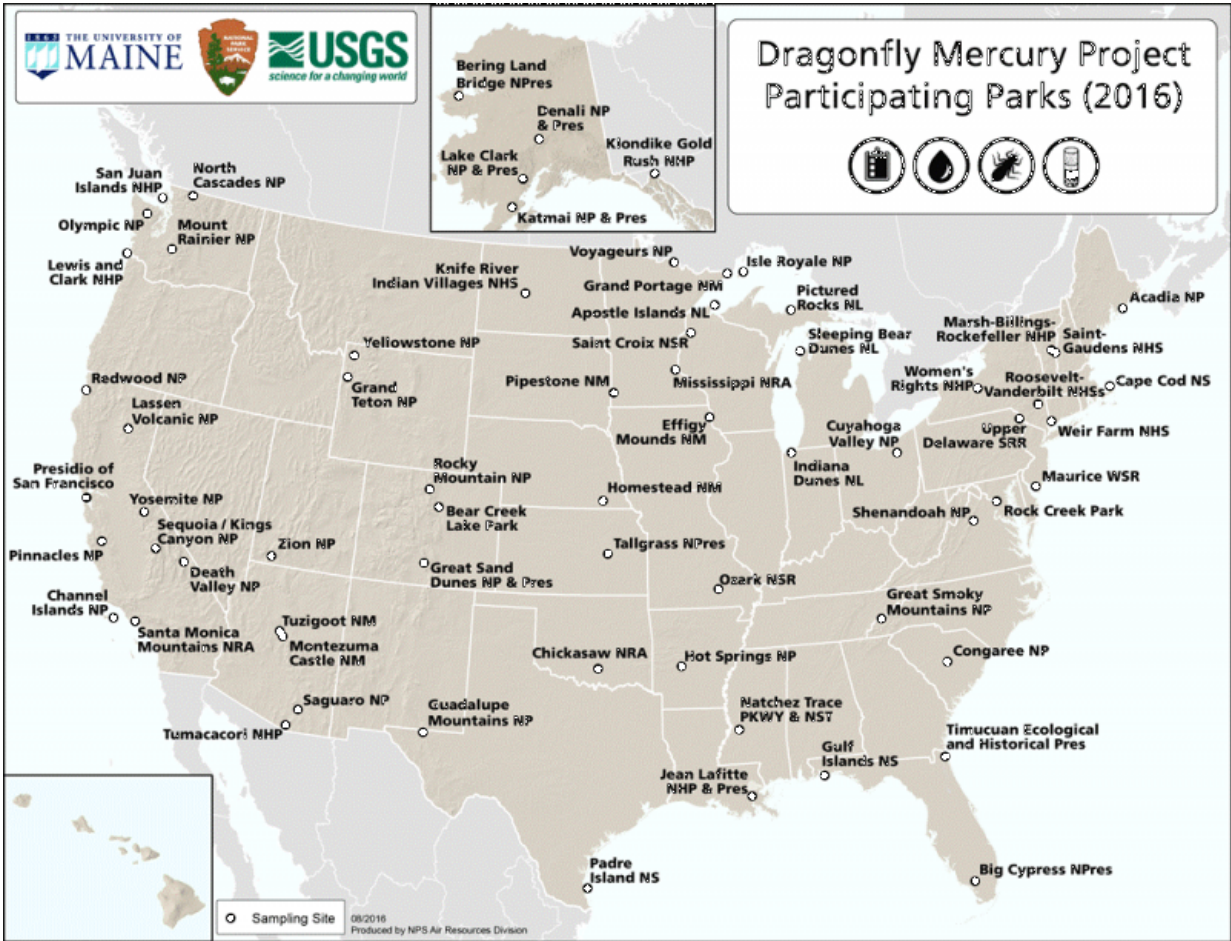 1862
THE UNIVERSITY OF
MAINE
NATIONAL
PARK
SERVICE
USGS
science for a changing world
Dragonfly Mercury Project
Participating Parks (2016)
Bering Land
Bridge NPres
Denali NP
& Pres
Klondike Gold
Rush NHP
Lake Clark
NP & Pres
Katmai NP & Pres
San Juan
Islands NHP
North
Cascades NP
Olympic NP
Mount
Rainier NP
Lewis and
Clark NHP
Knife River
Indian Villages NHS
Voyageurs NP
Isle Royale NP
Grand Portage NM
Pictured
Rocks NL
Apostle Islands NL
Acadia NP
Marsh-Billings-
Rockefeller NHP
Saint-
Gaudens NHS
Saint Croix NSR
Sleeping Bear
Dunes NL
Yellowstone NP
Grand
Teton NP
Redwood NP
Pipestone NM
Mississippi NRA
Women's
Rights NHP
Roosevelt-
Vanderbilt NHSs
Cape Cod NS
Lassen
Volcanic NP
Effigy
Mounds NM
Cuyahoga
Valley NP
Upper
Delaware SRR
Weir Farm NHS
Presidio of
San Francisco
Rocky
Mountain NP
Indiana
Dunes NL
Maurice WSR
Yosemite NP
Homestead NM
Bear Creek
Lake Park
Shenandoah NP
Rock Creek Park
Sequoia / Kings
Canyon NP
Pinnacles NP
Zion NP
Tallgrass NPres
Death
Valley NP
Great Sand
Dunes NP & Pres
Ozark NSR
Channel
Islands NP
Great Smoky
Mountains NP
Santa Monica
Mountains NRA
Tuzigoot NM
Montezuma
Castle NM
Chickasaw NRA
Hot Springs NP
Congaree NP
Saguaro NP
Guadalupe
Mountains NP
Natchez Trace
PKWY & NST
Tumacacori NHP
Timucuan Ecological
and Historical Pres
Gulf
Islands NS
Jean Lafitte
NHP & Pres
Padre
Island NS
Big Cypress NPres
Sampling Site
08/2016
Produced by NPS Air Resources Division